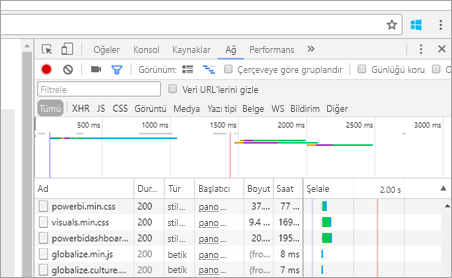 Öğeler Konsol Kaynaklar Ağ Performans »
Görünüm: Çerçeveye göre gruplandır Günlüğü koru
Filtrele Veri URL'lerini gizle
Tümü XHR JS CSS Görüntü Medya Yazı tipi Belge WS Bildirim Diğer
500 ms 1000 ms 1500 ms 2000 ms 2500 ms 3000 ms
Ad Dur... Tür Başlatıcı Boyut Saat Şelale 2.00 s
powerbi.min.css 200 stil... pano ... 37.... 77 ...
visuals.min.css 200 stil... pano ... 9.4 ... 169...
powerbidashboar... 200 stil... pano ... 20.... 195...
globalize.min.js 200 betik pano ... (fro... 8 ms
globalize.culture.... 200 betik pano ... (fro... 7 ms